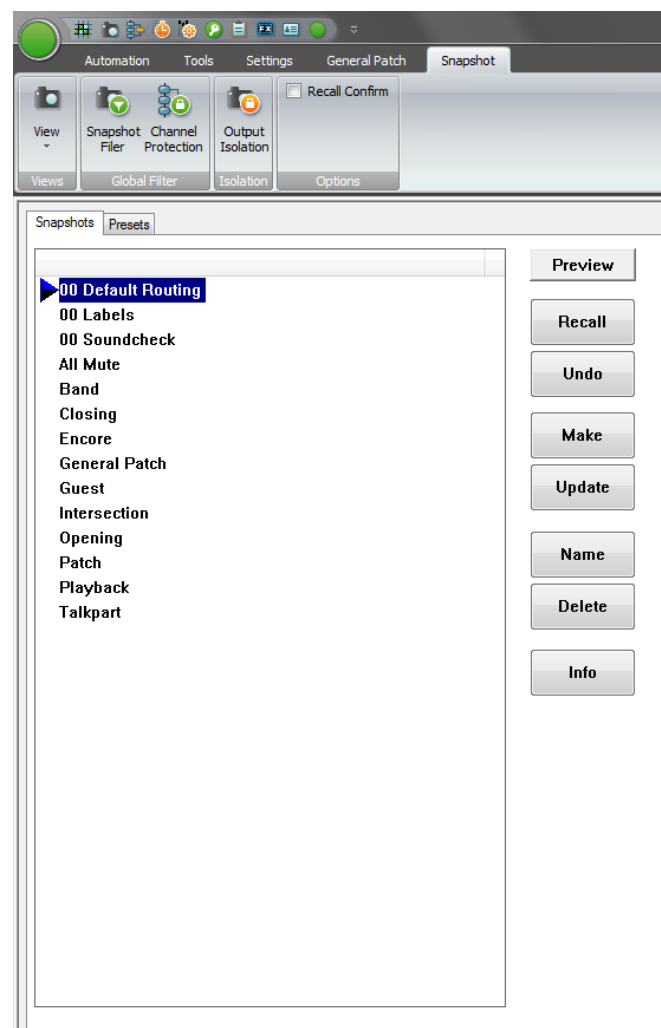 FX
Automation Tools Settings General Patch Snapshot
View Snapshot Filer Channel Protection Output Isolation Recall Confirm
Views Global Filter Isolation Options
Snapshots Presets
Preview
00 Default Routing
00 Labels
00 Soundcheck
All Mute
Band
Closing
Encore
General Patch
Guest
Intersection
Opening
Patch
Playback
Talkpart
Recall
Undo
Make
Update
Name
Delete
Info